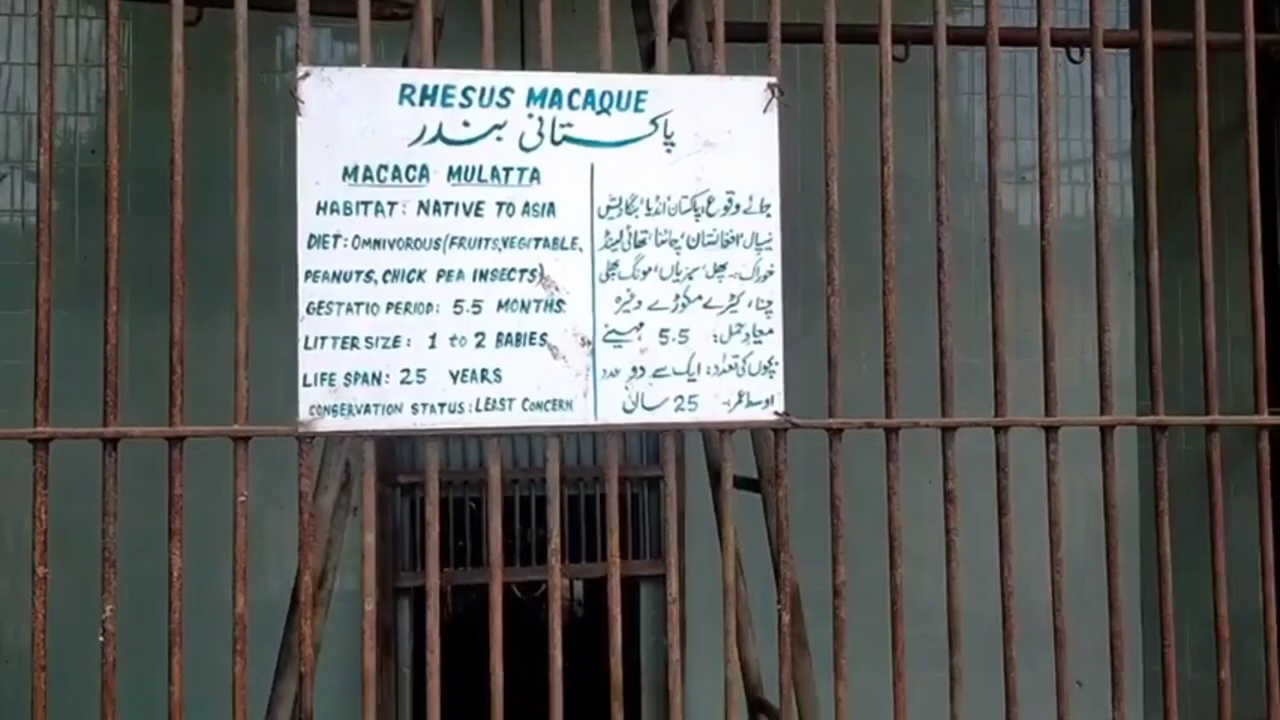 RHESUS MACAQUE
پاکستانی بندر
MACACA MULATTA
HABITAT: NATIVE TO ASIA
DIET: OMNIVOROUS(FRUITS,VEGITABLE,
PEANUTS, CHICK PEA INSECTS)
GESTATIO PERIOD: 5.5 MONTHS.
LITTER SIZE: 1 to 2 BABIES
LIFE SPAN: 25 YEARS
CONSERVATION STATUS: LEAST CONCERN
جائے وقوع: پاکستان، انڈیا، بنگلہ دیش
نیپال، افغانستان، چائنا، تھائی لینڈ
خوراک:۔ پھل، سبزیاں، مونگ پھلی
چنا، کیڑے مکوڑے وغیرہ
معیاد حمل: 5.5 مہینے
بچوں کی تعداد: ایک سے دو عدد
اوسط عمر:۔ 25 سال